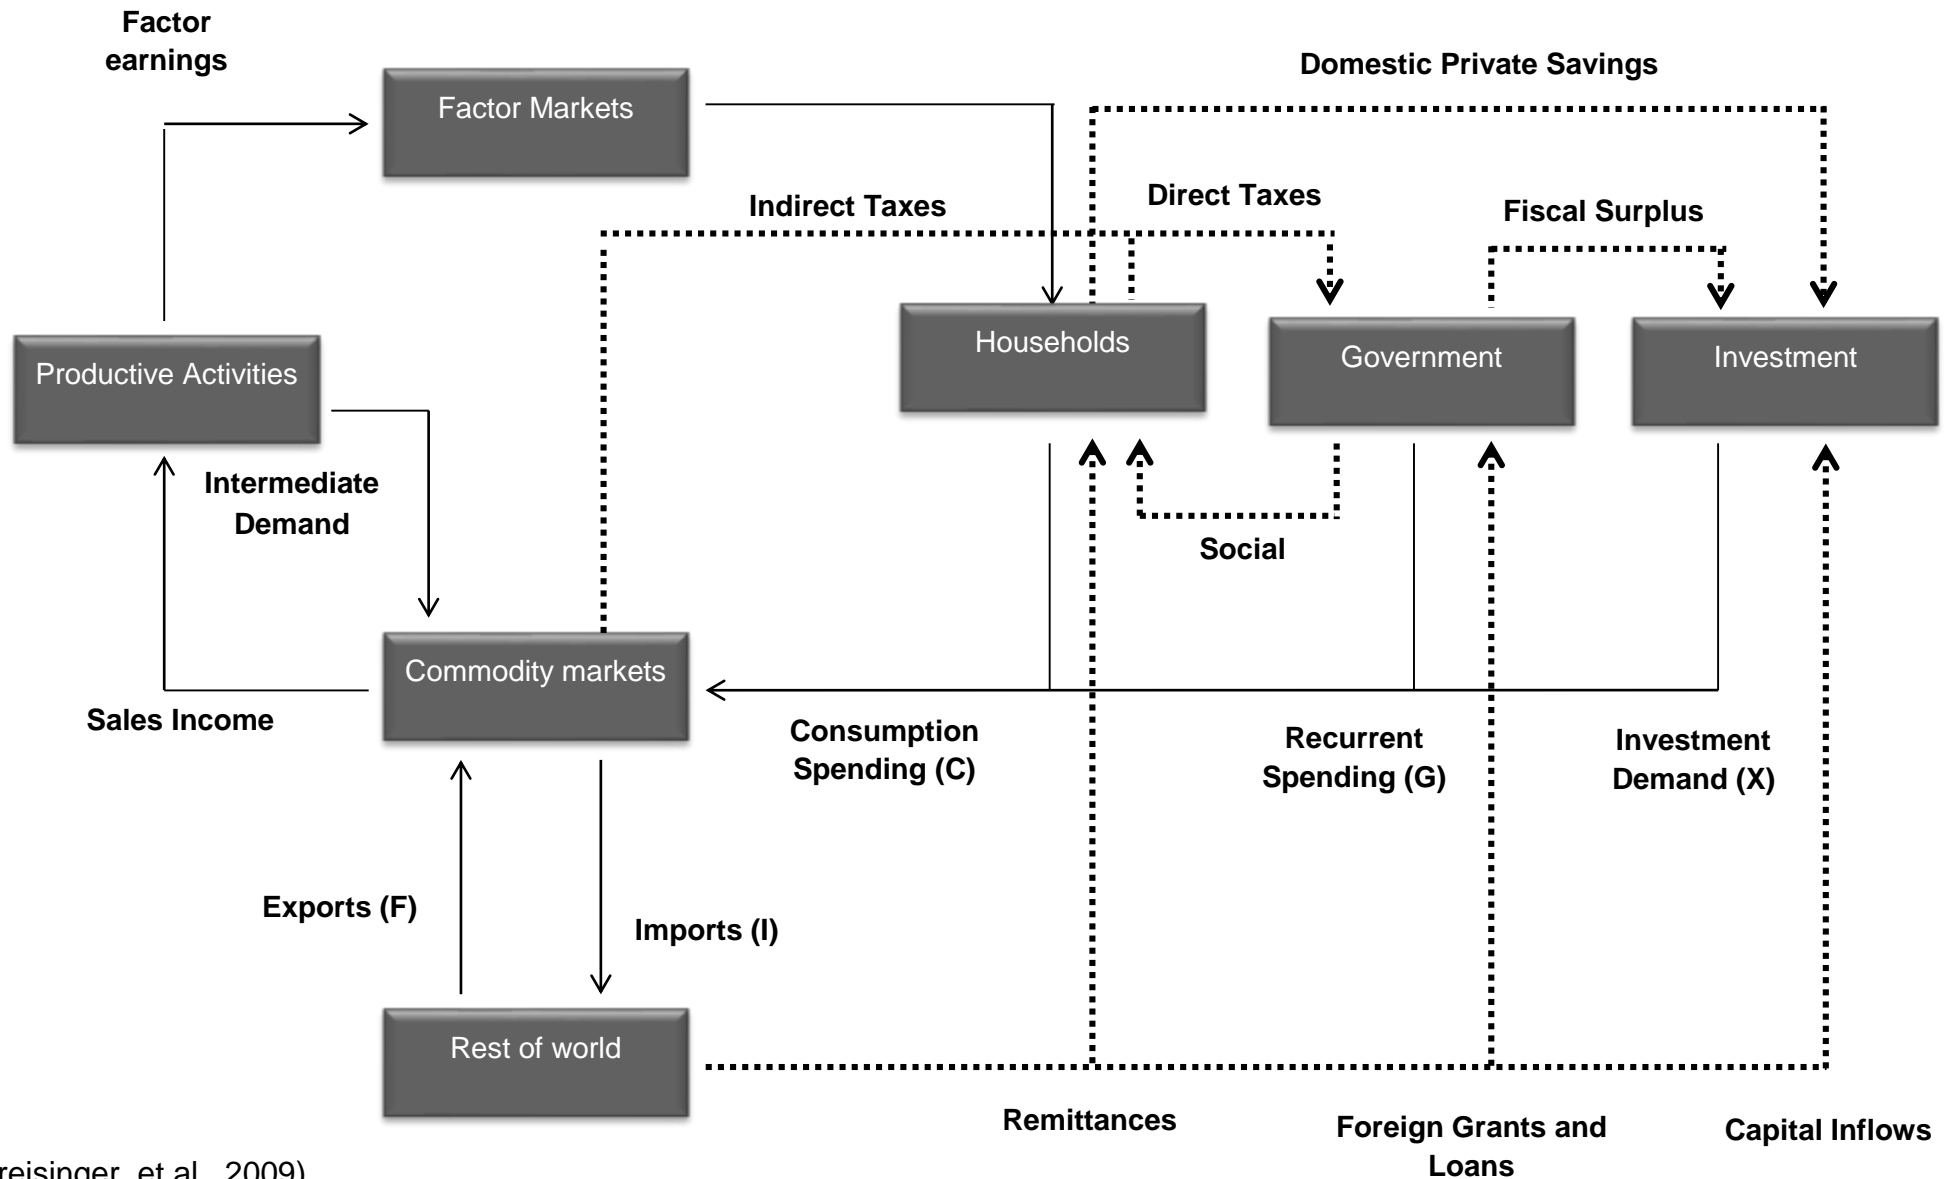 Factor
earnings
Domestic Private Savings
Factor Markets
Indirect Taxes
Direct Taxes
Fiscal Surplus
Households
Government
Investment
Productive Activities
Intermediate
Demand
Social
Commodity markets
Sales Income
Consumption
Spending (C)
Recurrent
Spending (G)
Investment
Demand (X)
Exports (F)
Imports (I)
Rest of world
Remittances
Foreign Grants and
Loans
Capital Inflows
et al., 2009)